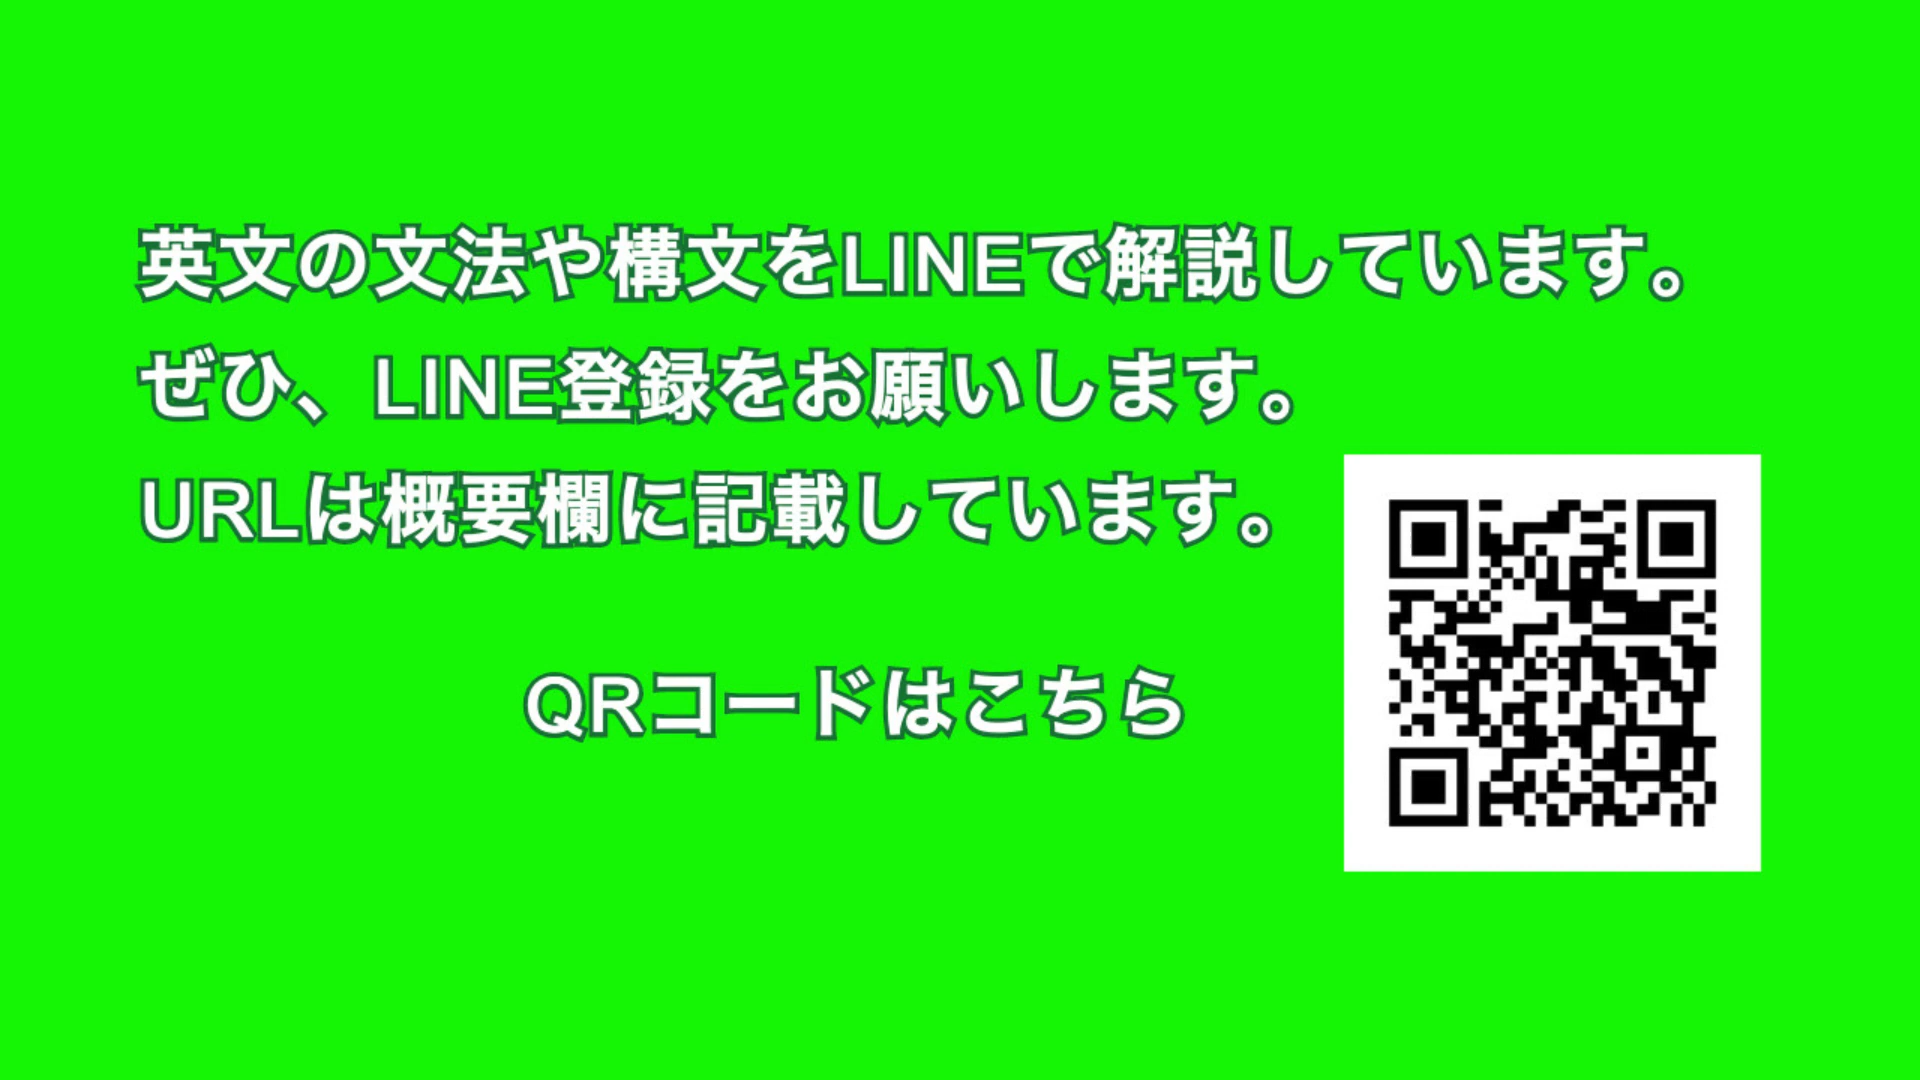 英文の文法や構文をLINEで解説しています。
ぜひ、LINE登録をお願いします。
URLは概要欄に記載しています。
QRコードはこちら